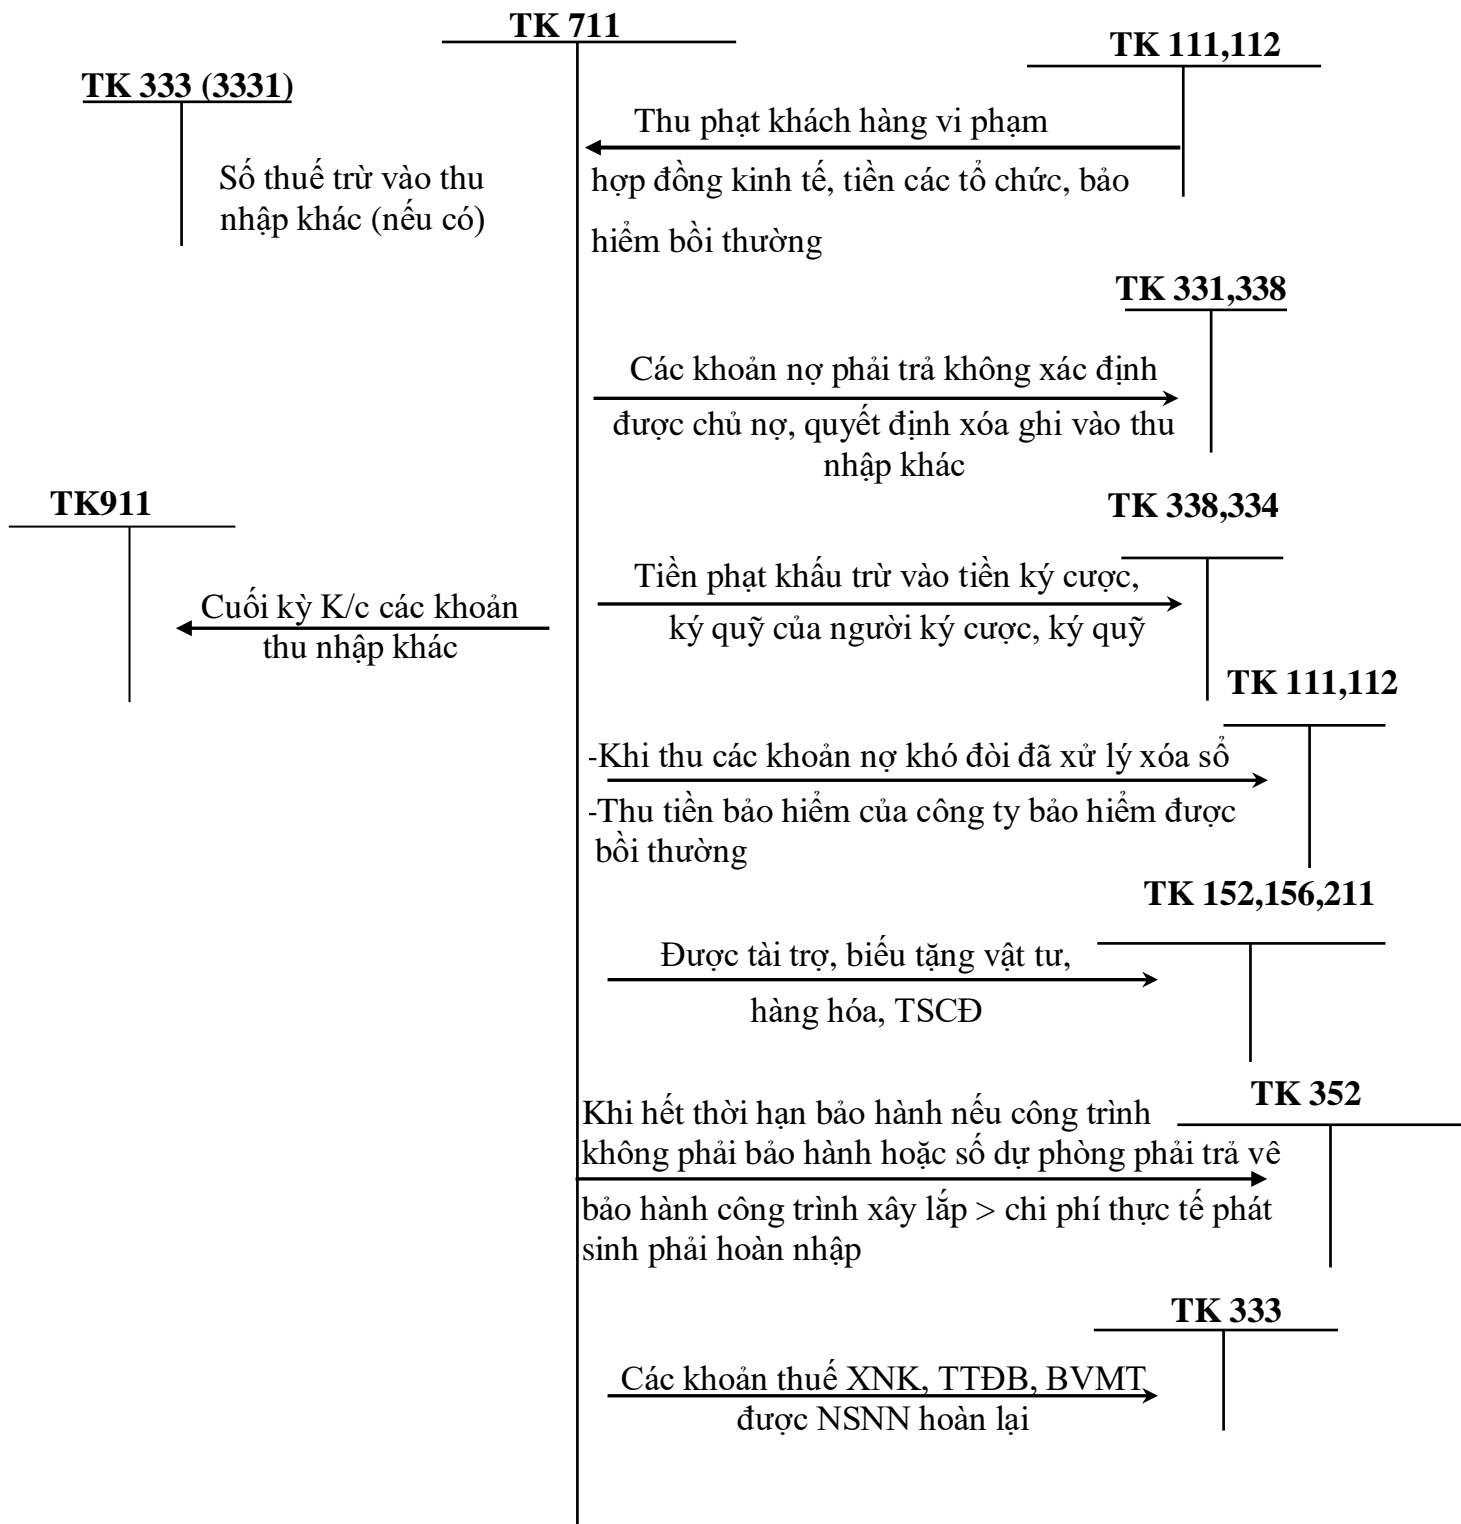 TK 711
TK 111,112
TK 333 (3331)
Thu phạt khách hàng vi phạm
Số thuế trừ vào thu
nhập khác (nếu có)
hợp đồng kinh tế, tiền các tổ chức, bảo
hiểm bồi thường
TK 331,338
Các khoản nợ phải trả không xác định
được chủ nợ, quyết định xóa ghi vào thu
nhập khác
TK911
TK 338,334
Tiền phạt khấu trừ vào tiền ký cược,
ký quỹ của người ký cược, ký quỹ
Cuối kỳ K/c các khoản
thu nhập khác
TK 111,112
-Khi thu các khoản nợ khó đòi đã xử lý xóa sổ
-Thu tiền bảo hiểm của công ty bảo hiểm được
bồi thường
TK 152,156,211
Được tài trợ, biếu tặng vật tư,
hàng hóa, TSCĐ
TK 352
Khi hết thời hạn bảo hành nếu công trình
không phải bảo hành hoặc số dự phòng phải trả vê
bảo hành công trình xây lắp > chi phí thực tế phát
sinh phải hoàn nhập
TK 333
Các khoản thuế XNK, TTĐB, BVMT
được NSNN hoàn lại